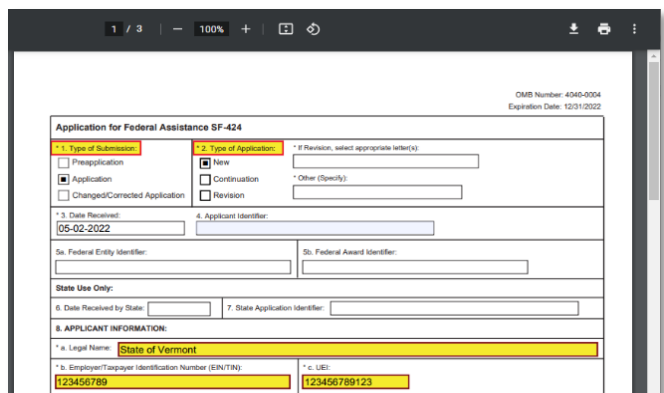 1 / 3 — 100% +
OMB Number: 4040-0004
Expiration Date: 12/31/2022
Application for Federal Assistance SF-424
* 1. Type of Submission:
Preapplication
Application
Changed/Corrected Application
* 2. Type of Application:
New
Continuation
Revision
* If Revision, select appropriate letter(s):
* Other (Specify):
* 3. Date Received:
05-02-2022
4. Applicant Identifier:
5a. Federal Entity Identifier:
5b. Federal Award Identifier:
State Use Only:
6. Date Received by State:
7. State Application Identifier:
8. APPLICANT INFORMATION:
* a. Legal Name: State of Vermont
* b. Employer/Taxpayer Identification Number (EIN/TIN):
123456789
* c. UEI:
123456789123